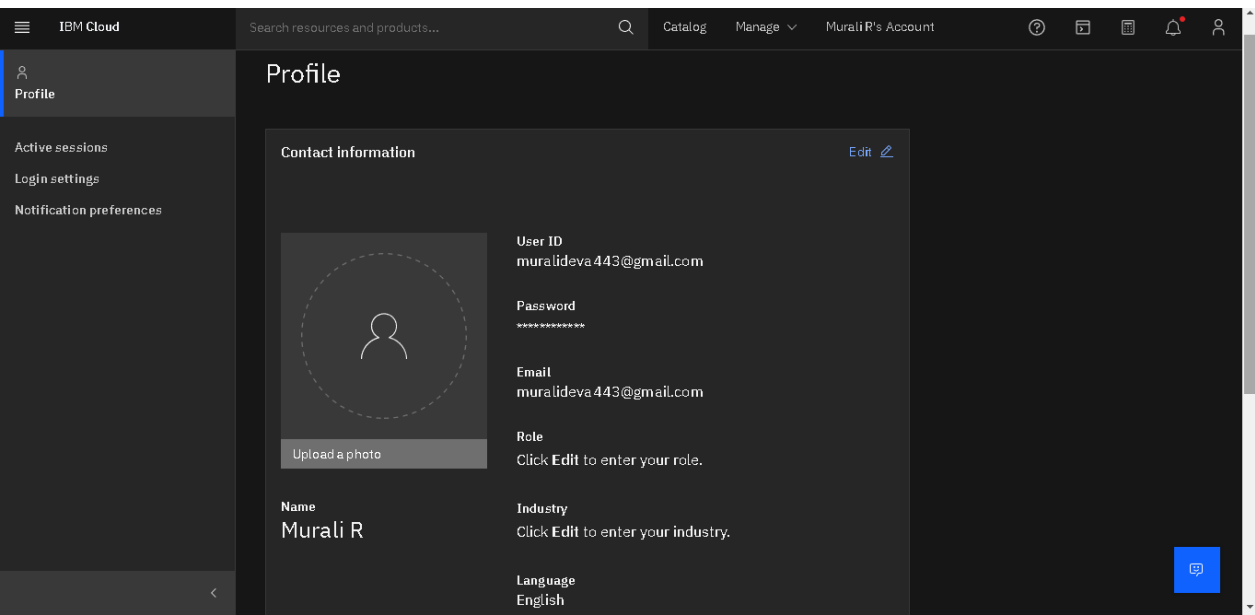 IBM Cloud
Search resources and products...
Catalog
Manage
Murali R's Account
Profile
Active sessions
Login settings
Notification preferences
Profile
Contact information
Edit
Upload a photo
Name
Murali R
User ID
muralideva443@gmail.com
Password
************
Email
muralideva443@gmail.com
Role
Click Edit to enter your role.
Industry
Click Edit to enter your industry.
Language
English